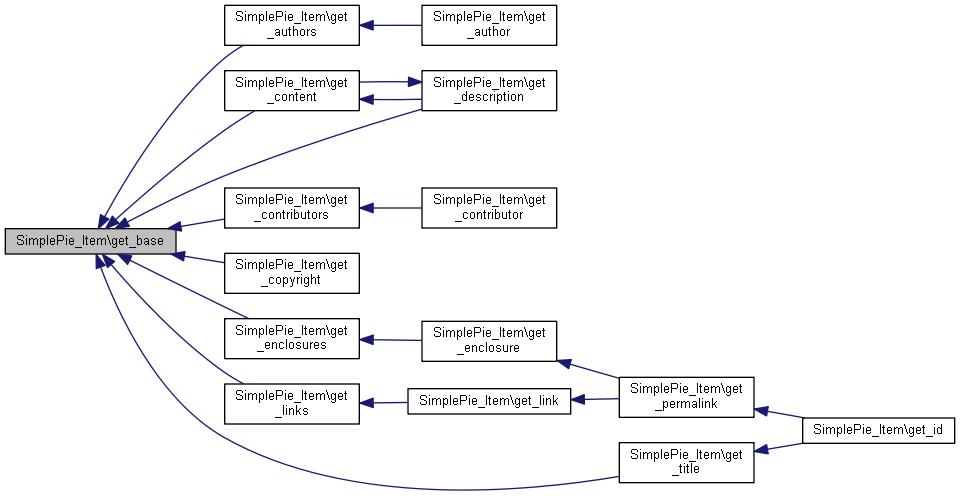 SimplePie_Item\get
_authors
SimplePie_Item\get
_author
SimplePie_Item\get
_content
SimplePie_Item\get
_description
SimplePie_Item\get
_contributors
SimplePie_Item\get
_contributor
SimplePie_Item\get_base
SimplePie_Item\get
_copyright
SimplePie_Item\get
_enclosures
SimplePie_Item\get
_enclosure
SimplePie_Item\get
_links
SimplePie_Item\get_link
SimplePie_Item\get
_permalink
SimplePie_Item\get_id
SimplePie_Item\get
_title